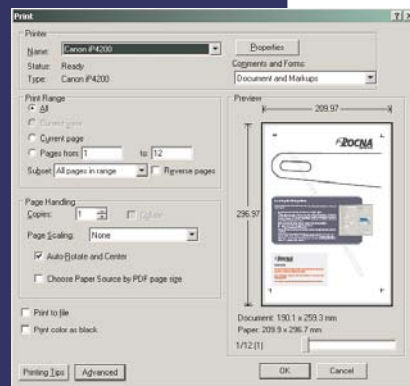 Print
Printer
Name: Canon iP4200
Properties
Status: Ready
Comments and Forms:
Type: Canon iP4200
Document and Markups
Print Range
All
Current view
Current page
Pages from: 1 to: 12
Subset: All pages in range
Reverse pages
Page Handling
Copies: 1
Collate
Page Scaling: None
Auto-Rotate and Center
Choose Paper Source by PDF page size
Print to file
Print color as black
Printing Tips
Advanced
Preview
209.97
296.97
ROCNA
Document: 190.1 x 259.3 mm
Paper: 209.9 x 296.7 mm
1/12 (1)
OK
Cancel